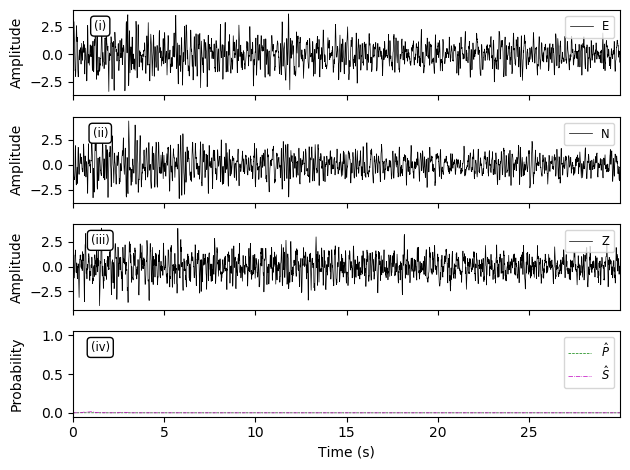 (i)
E
Amplitude
2.5
0.0
−2.5
(ii)
N
Amplitude
2.5
0.0
−2.5
(iii)
Z
Amplitude
2.5
0.0
−2.5
(iv)
P̂
Ŝ
Probability
1.0
0.5
0.0
0 5 10 15 20 25
Time (s)